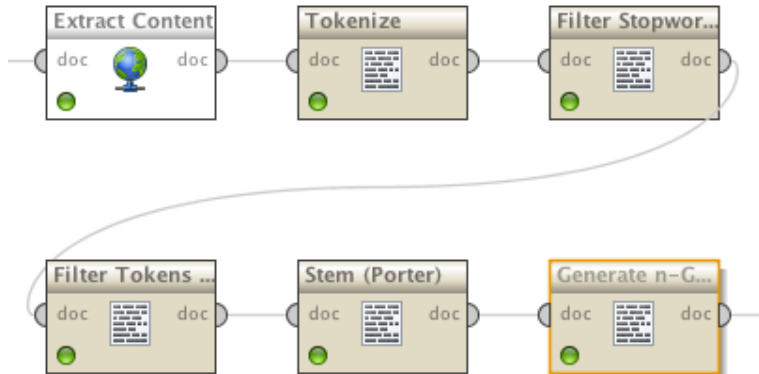 Extract Content
doc doc
Tokenize
doc doc
Filter Stopwor...
doc doc
Filter Tokens ...
doc doc
Stem (Porter)
doc doc
Generate n-G...
doc doc